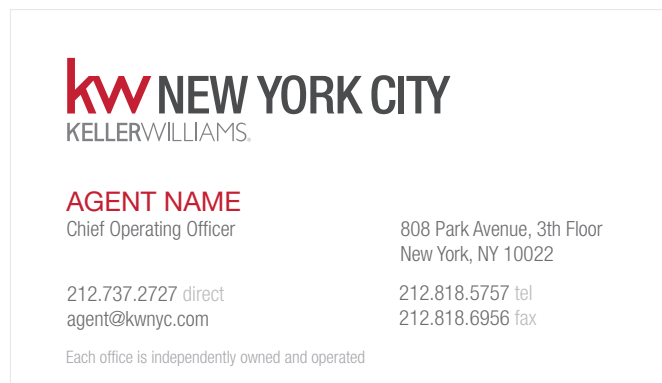 kw NEW YORK CITY
KELLERWILLIAMS®
AGENT NAME
Chief Operating Officer
808 Park Avenue, 3th Floor
New York, NY 10022
212.737.2727 direct
agent@kwnyc.com
212.818.5757 tel
212.818.6956 fax
Each office is independently owned and operated